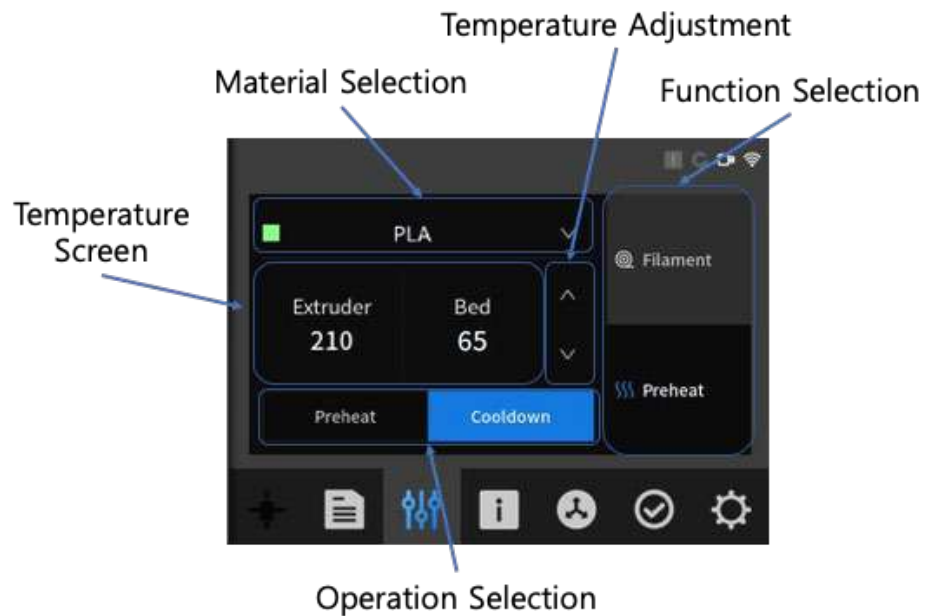 Temperature Adjustment
Material Selection
Function Selection
Temperature
Screen
PLA
Filament
Extruder
Bed
210
65
Preheat
Preheat
Cooldown
Operation Selection